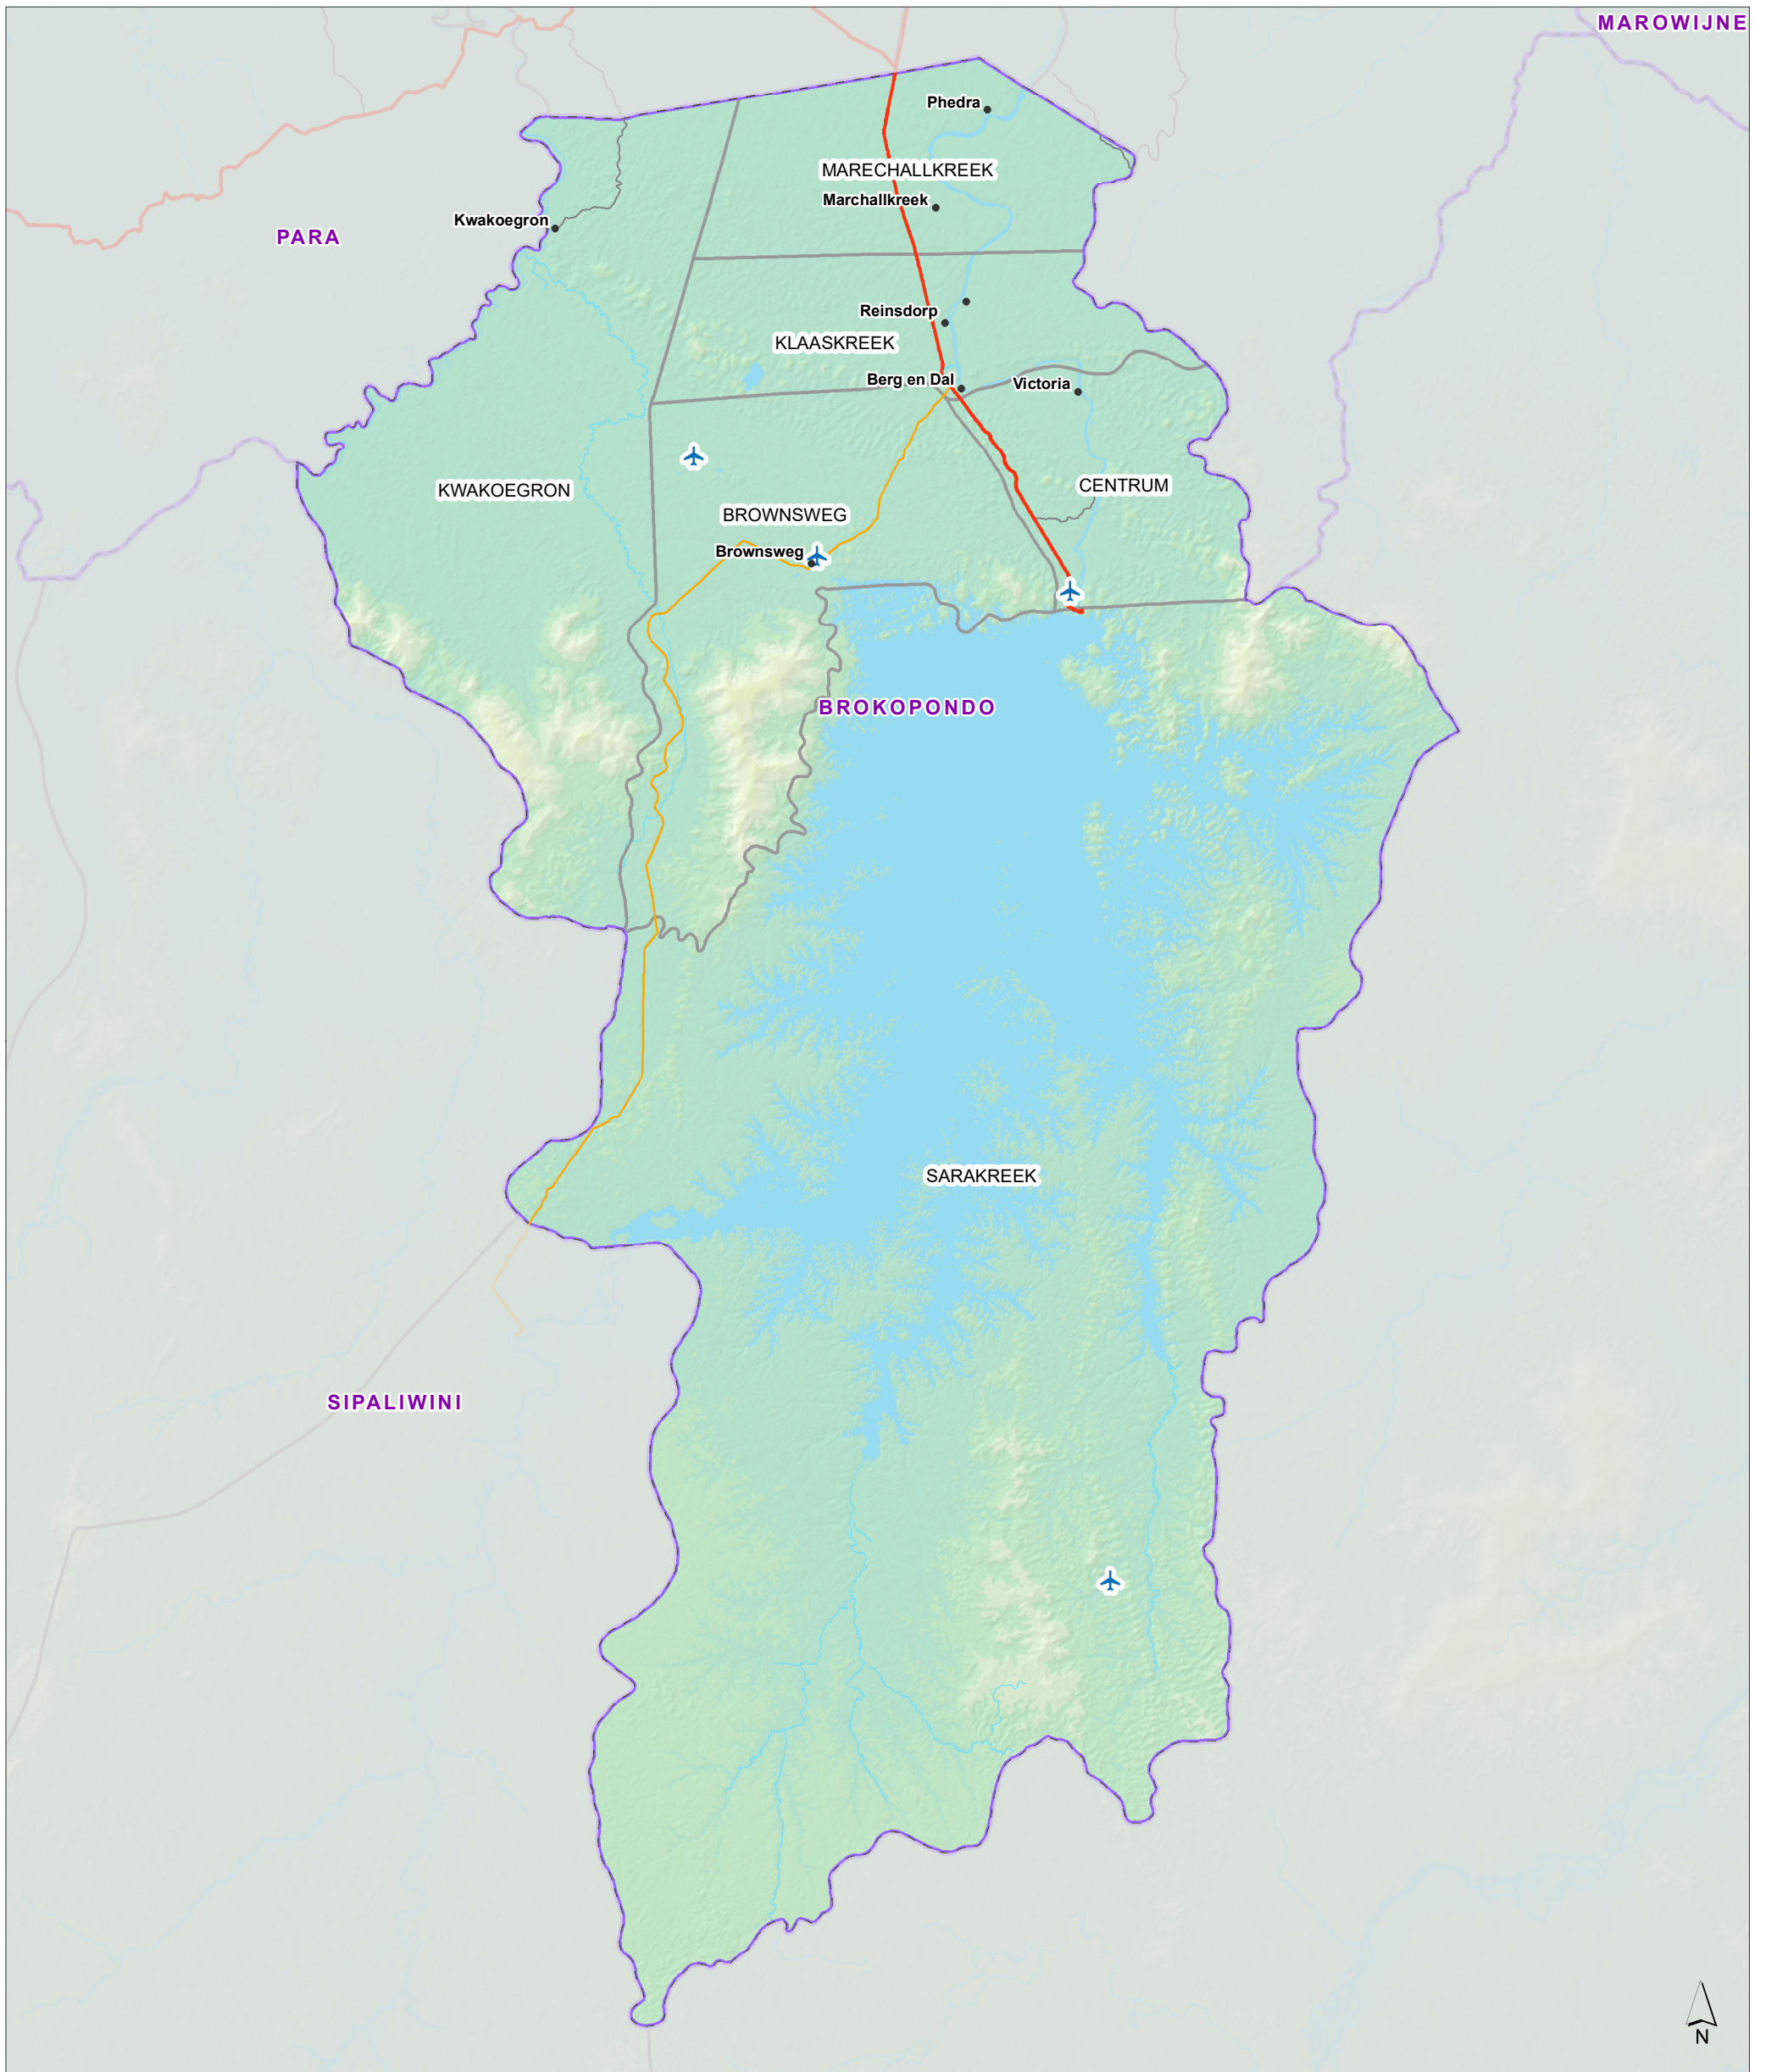 MAROWIJNE
Phedra
MARECHALLKREEK
Marchallkreek
Kwakoegron
PARA
Reinsdorp
KLAASKREEK
Berg en Dal
Victoria
CENTRUM
KWAKOEGRON
BROWNSWEG
Brownsweg
BROKOPONDO
SARAKREEK
SIPALIWINI
N